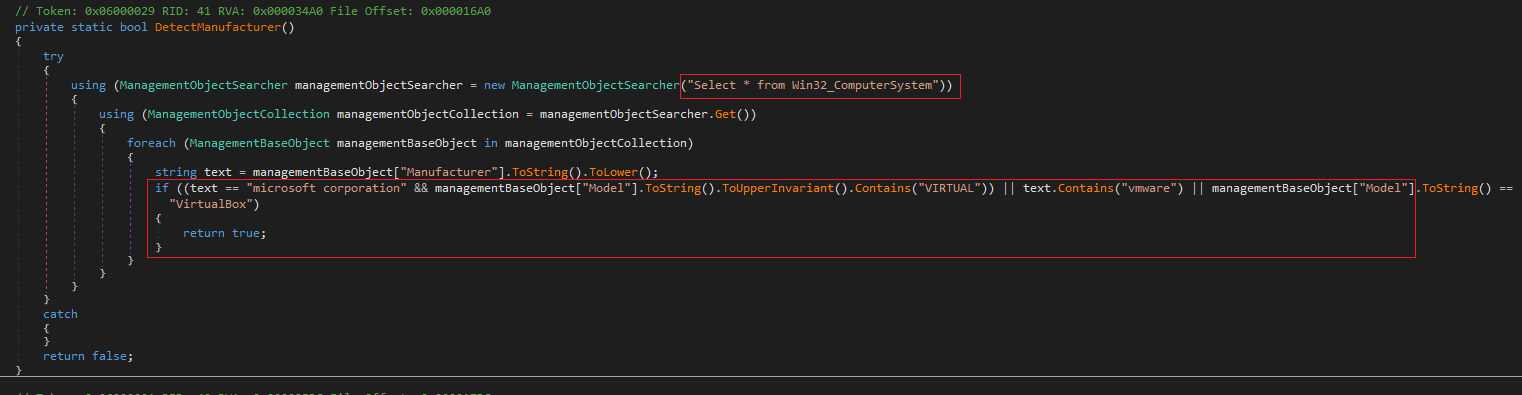 // Token: 0x06000029 RID: 41 RVA: 0x000034A0 File Offset: 0x000016A0
private static bool DetectManufacturer()
{
try
{
using (ManagementObjectSearcher managementObjectSearcher = new ManagementObjectSearcher("Select * from Win32_ComputerSystem"))
{
using (ManagementObjectCollection managementObjectCollection = managementObjectSearcher.Get())
{
foreach (ManagementBaseObject managementBaseObject in managementObjectCollection)
{
string text = managementBaseObject["Manufacturer"].ToString().ToLower();
if ((text == "microsoft corporation" && managementBaseObject["Model"].ToString().ToUpperInvariant().Contains("VIRTUAL")) || text.Contains("vmware") || managementBaseObject["Model"].ToString() ==
"VirtualBox")
{
return true;
}
}
}
}
}
catch
{
}
return false;
}